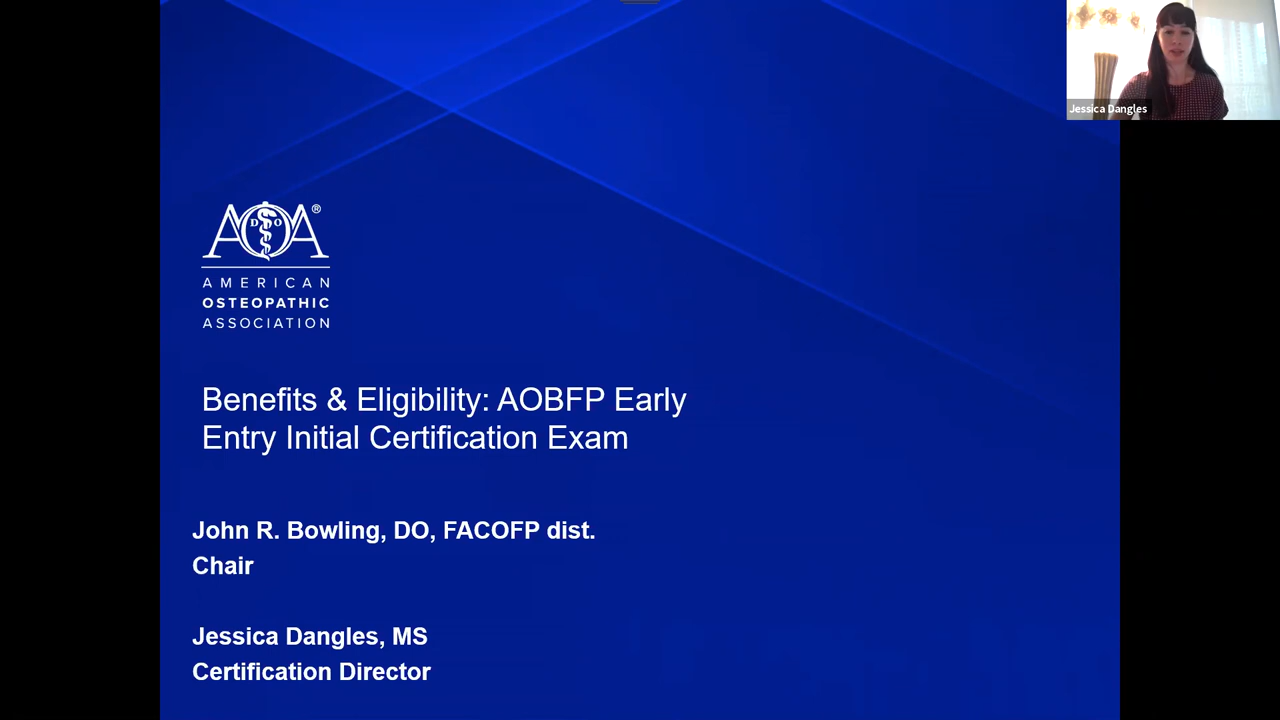 Jessica Dangles
AOA®
D O
AMERICAN
OSTEOPATHIC
ASSOCIATION
Benefits & Eligibility: AOBFP Early
Entry Initial Certification Exam
John R. Bowling, DO, FACOFP dist.
Chair
Jessica Dangles, MS
Certification Director